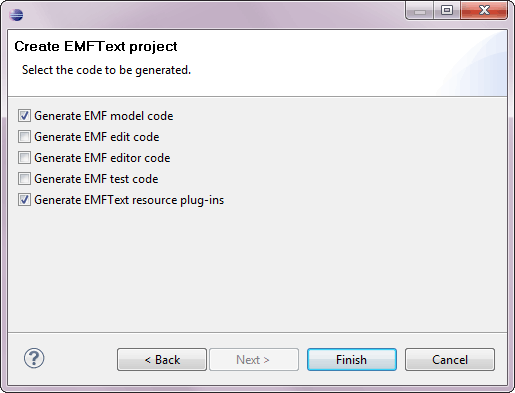 Create EMFText project
Select the code to be generated.
Generate EMF model code
Generate EMF edit code
Generate EMF editor code
Generate EMF test code
Generate EMFText resource plug-ins
? < Back Next > Finish Cancel